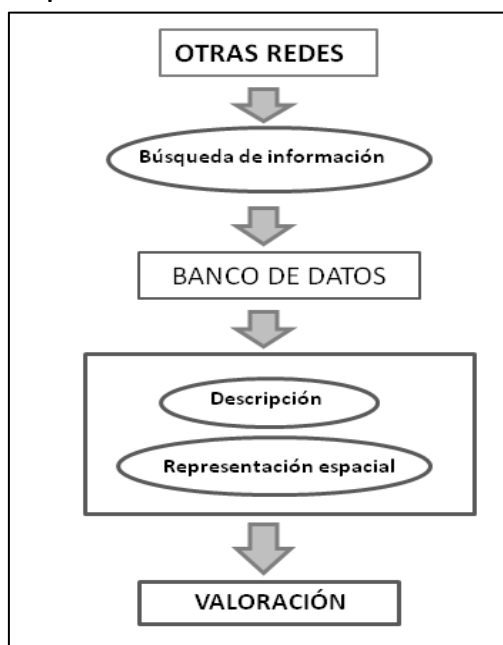 OTRAS REDES
Búsqueda de información
BANCO DE DATOS
Descripción
Representación espacial
VALORACIÓN